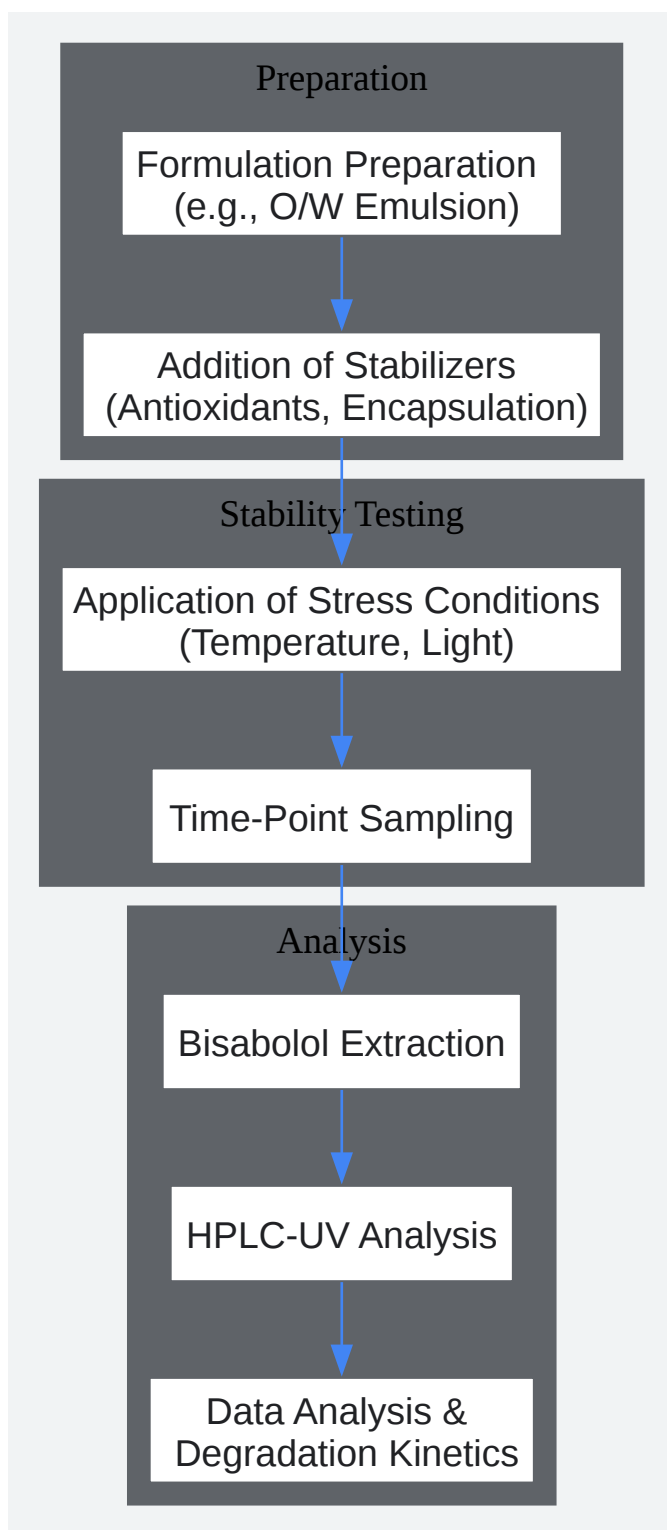 Preparation
Formulation Preparation
(e.g., O/W Emulsion)
Addition of Stabilizers
(Antioxidants, Encapsulation)
Stability Testing
Application of Stress Conditions
(Temperature, Light)
Time-Point Sampling
Analysis
Bisabolol Extraction
HPLC-UV Analysis
Data Analysis &
Degradation Kinetics